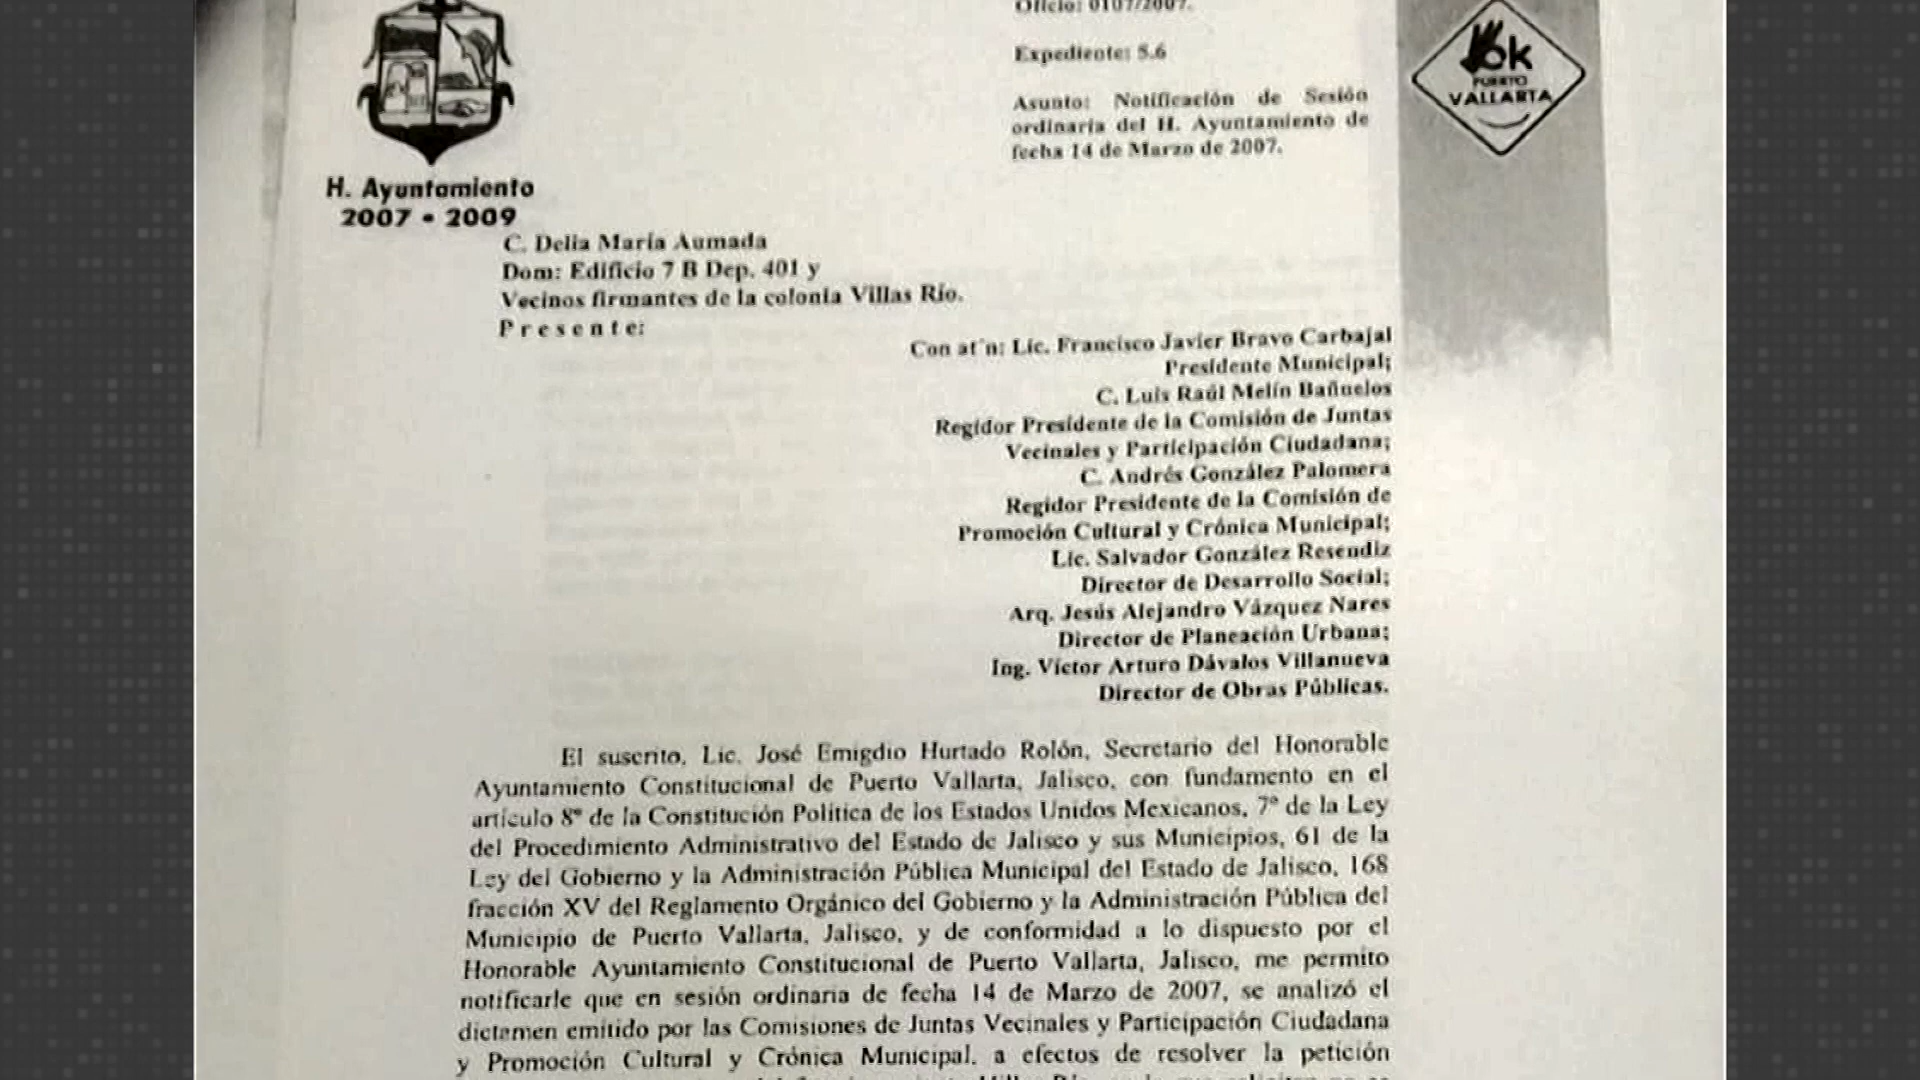 Oficio: 0107/2007.
Expediente: 5.6
Asunto: Notificación de Sesión
ordinaria del H. Ayuntamiento de
fecha 14 de Marzo de 2007.
ok
PUERTO
VALLARTA
H. Ayuntamiento
2007 • 2009
C. Delia María Aumada
Dom: Edificio 7 B Dep. 401 y
Vecinos firmantes de la colonia Villas Río.
P r e s e n t e:
Con at´n: Lic. Francisco Javier Bravo Carbajal
Presidente Municipal;
C. Luis Raúl Melín Bañuelos
Regidor Presidente de la Comisión de Juntas
Vecinales y Participación Ciudadana;
C. Andrés González Palomera
Regidor Presidente de la Comisión de
Promoción Cultural y Crónica Municipal;
Lic. Salvador González Resendiz
Director de Desarrollo Social;
Arq. Jesús Alejandro Vázquez Nares
Director de Planeación Urbana;
Ing. Víctor Arturo Dávalos Villanueva
Director de Obras Públicas.
El suscrito, Lic. José Emigdio Hurtado Rolón, Secretario del Honorable
Ayuntamiento Constitucional de Puerto Vallarta, Jalisco, con fundamento en el
artículo 8º de la Constitución Política de los Estados Unidos Mexicanos, 7º de la Ley
del Procedimiento Administrativo del Estado de Jalisco y sus Municipios, 61 de la
Ley del Gobierno y la Administración Pública Municipal del Estado de Jalisco, 168
fracción XV del Reglamento Orgánico del Gobierno y la Administración Pública del
Municipio de Puerto Vallarta, Jalisco, y de conformidad a lo dispuesto por el
Honorable Ayuntamiento Constitucional de Puerto Vallarta, Jalisco, me permito
notificarle que en sesión ordinaria de fecha 14 de Marzo de 2007, se analizó el
dictamen emitido por las Comisiones de Juntas Vecinales y Participación Ciudadana
y Promoción Cultural y Crónica Municipal, a efectos de resolver la petición